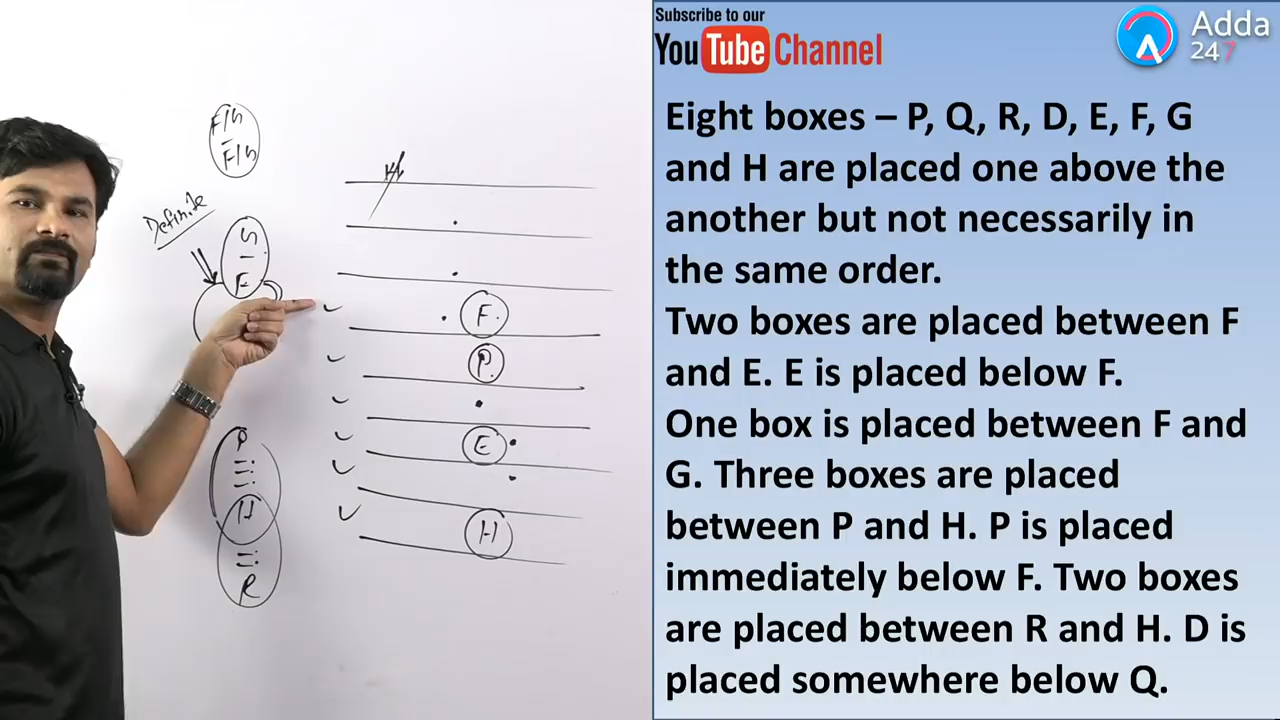 Subscribe to our
YouTube Channel
Adda
247
Eight boxes – P, Q, R, D, E, F, G
and H are placed one above the
another but not necessarily in
the same order.
Two boxes are placed between F
and E. E is placed below F.
One box is placed between F and
G. Three boxes are placed
between P and H. P is placed
immediately below F. Two boxes
are placed between R and H. D is
placed somewhere below Q.
F/G
–
F/G
Definite
F
P
E
H
P
H
R